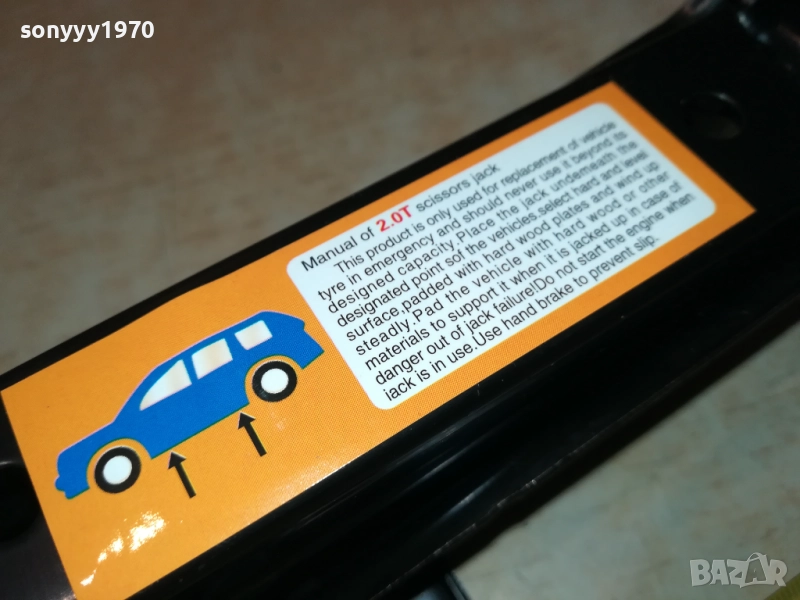 sonyyy1970
Manual of 2.0T scissors jack
This product is only used for replacement of vehicle
tyre in emergency and should never use it beyond its
designed capacity.Place the jack underneath the
designated point sof the vehicles.select hard and level
surface,padded with hard wood plates and wind up
steadly.Pad the vehicle with hard wood or other
materials to support it when it is jacked up in case of
danger out of jack failure!Do not start the engine when
jack is in use.Use hand brake to prevent slip.
BAZAR
bg